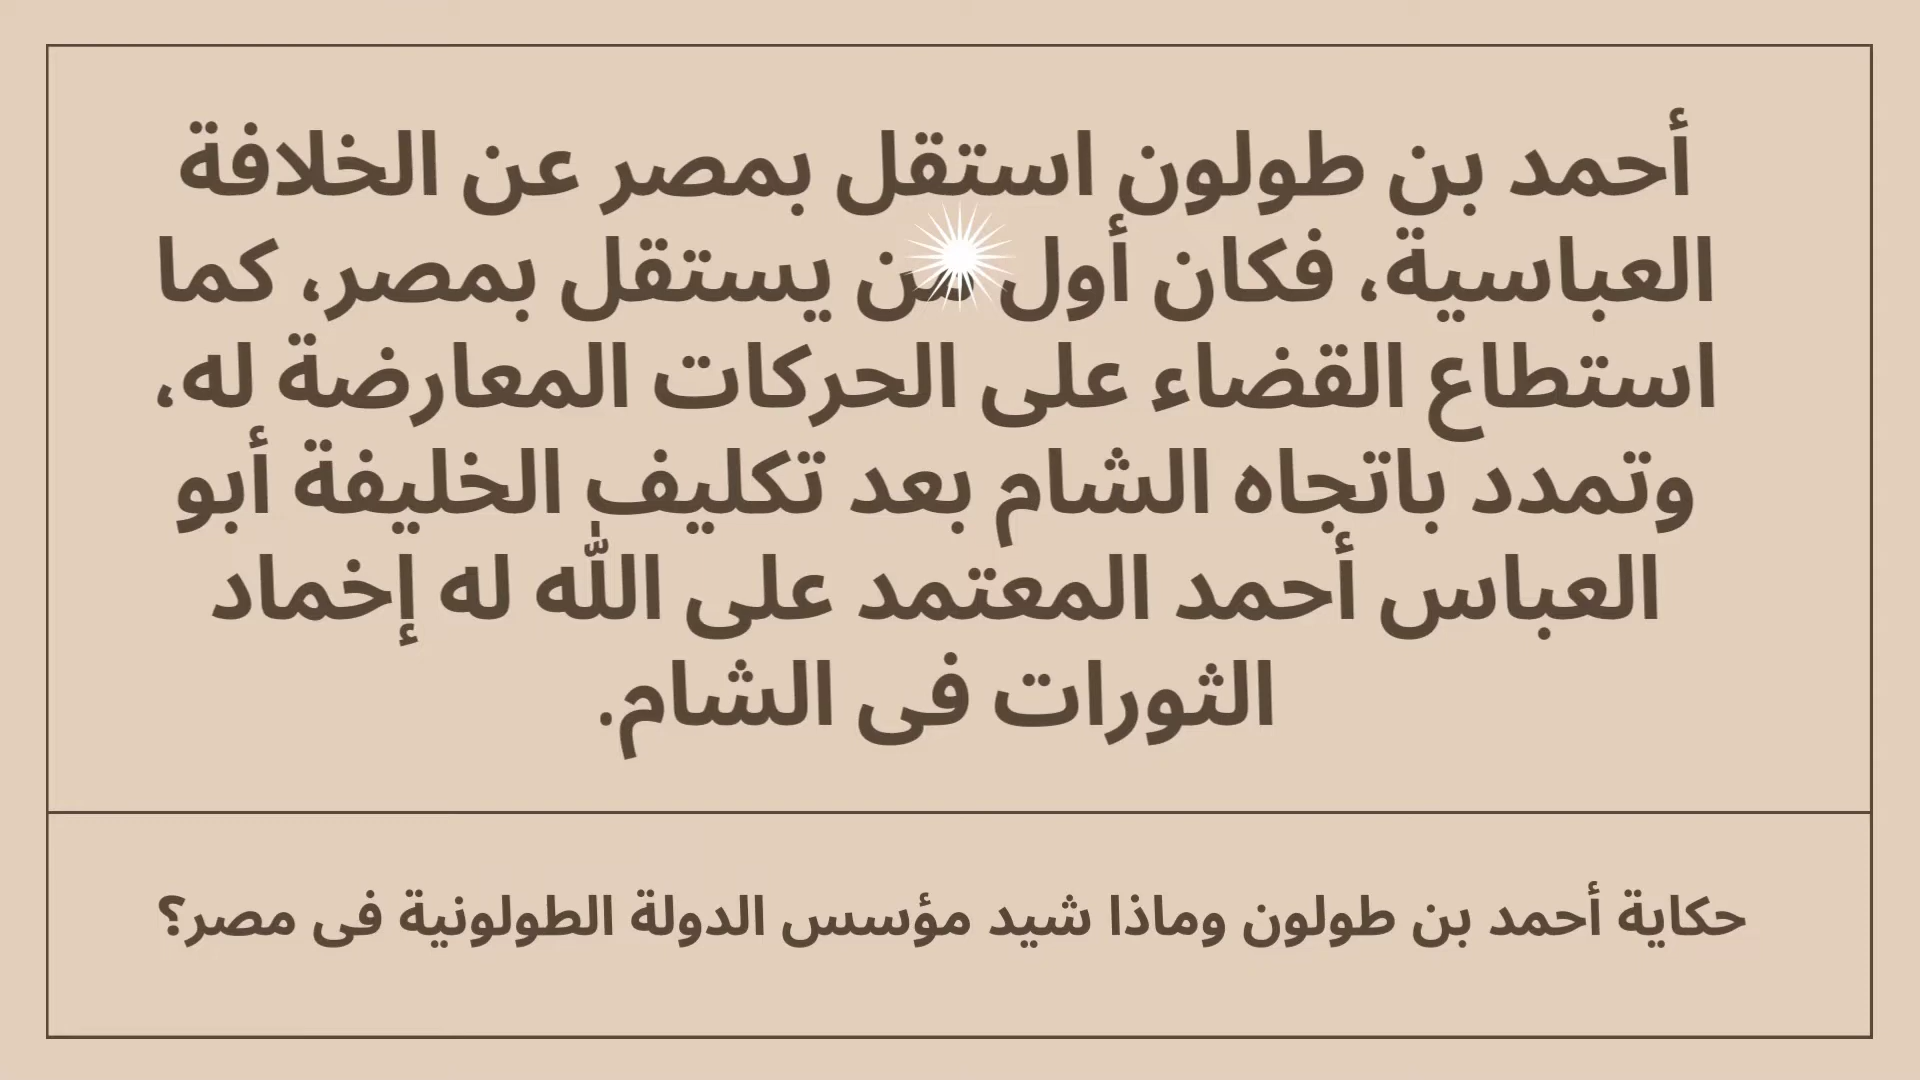 أحمد بن طولون استقل بمصر عن الخلافة
العباسية، فكان أول من يستقل بمصر، كما
استطاع القضاء على الحركات المعارضة له،
وتمدد باتجاه الشام بعد تكليف الخليفة أبو
العباس أحمد المعتمد على الله له إخماد
الثورات فى الشام.
حكاية أحمد بن طولون وماذا شيد مؤسس الدولة الطولونية فى مصر؟